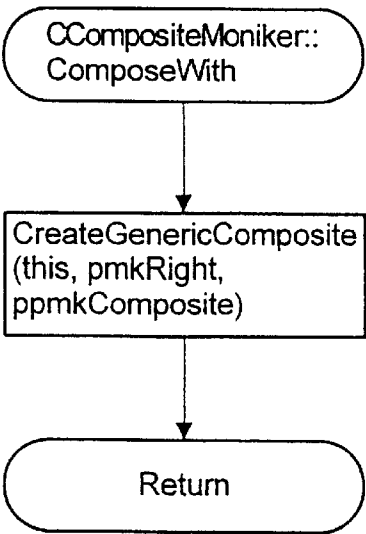 CCompositeMoniker::
ComposeWith
CreateGenericComposite
(this, pmkRight,
ppmkComposite)
Return